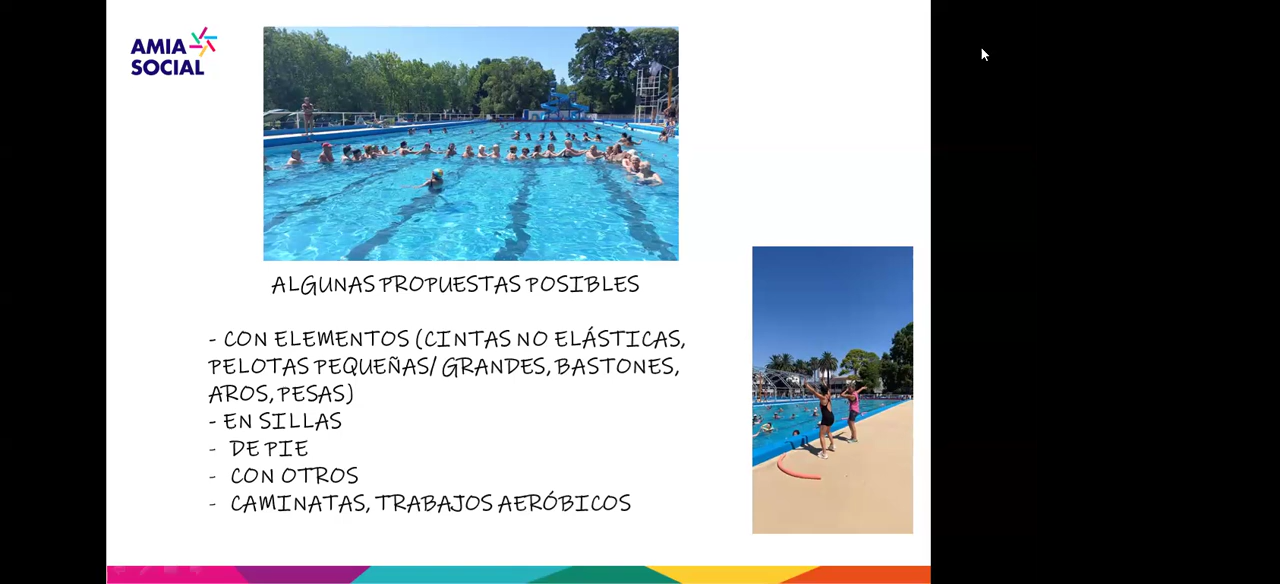 AMIA
SOCIAL
ALGUNAS PROPUESTAS POSIBLES
- CON ELEMENTOS (CINTAS NO ELÁSTICAS,
PELOTAS PEQUEÑAS/ GRANDES, BASTONES,
AROS, PESAS)
- EN SILLAS
- DE PIE
- CON OTROS
- CAMINATAS, TRABAJOS AERÓBICOS